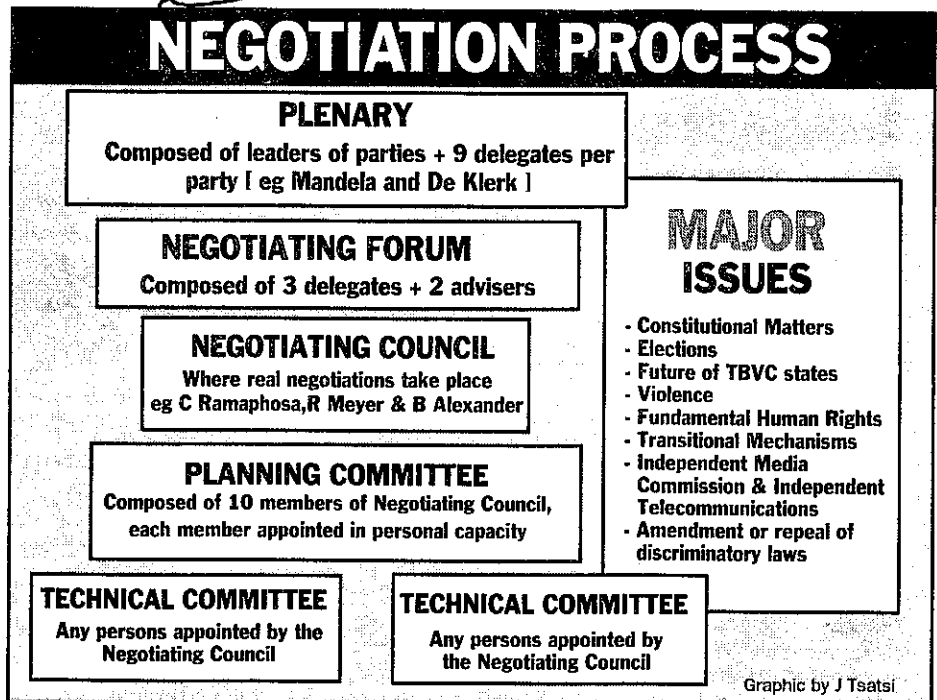 NEGOTIATION PROCESS
PLENARY
Composed of leaders of parties + 9 delegates per
party [ eg Mandela and De Klerk ]
NEGOTIATING FORUM
Composed of 3 delegates + 2 advisers
NEGOTIATING COUNCIL
Where real negotiations take place
eg C Ramaphosa,R Meyer & B Alexander
PLANNING COMMITTEE
Composed of 10 members of Negotiating Council,
each member appointed in personal capacity
TECHNICAL COMMITTEE
Any persons appointed by the
Negotiating Council
TECHNICAL COMMITTEE
Any persons appointed by
the Negotiating Council
MAJOR
ISSUES
- Constitutional Matters
- Elections
- Future of TBVC states
- Violence
- Fundamental Human Rights
- Transitional Mechanisms
- Independent Media
Commission & Independent
Telecommunications
- Amendment or repeal of
discriminatory laws
Graphic by J Tsatsi